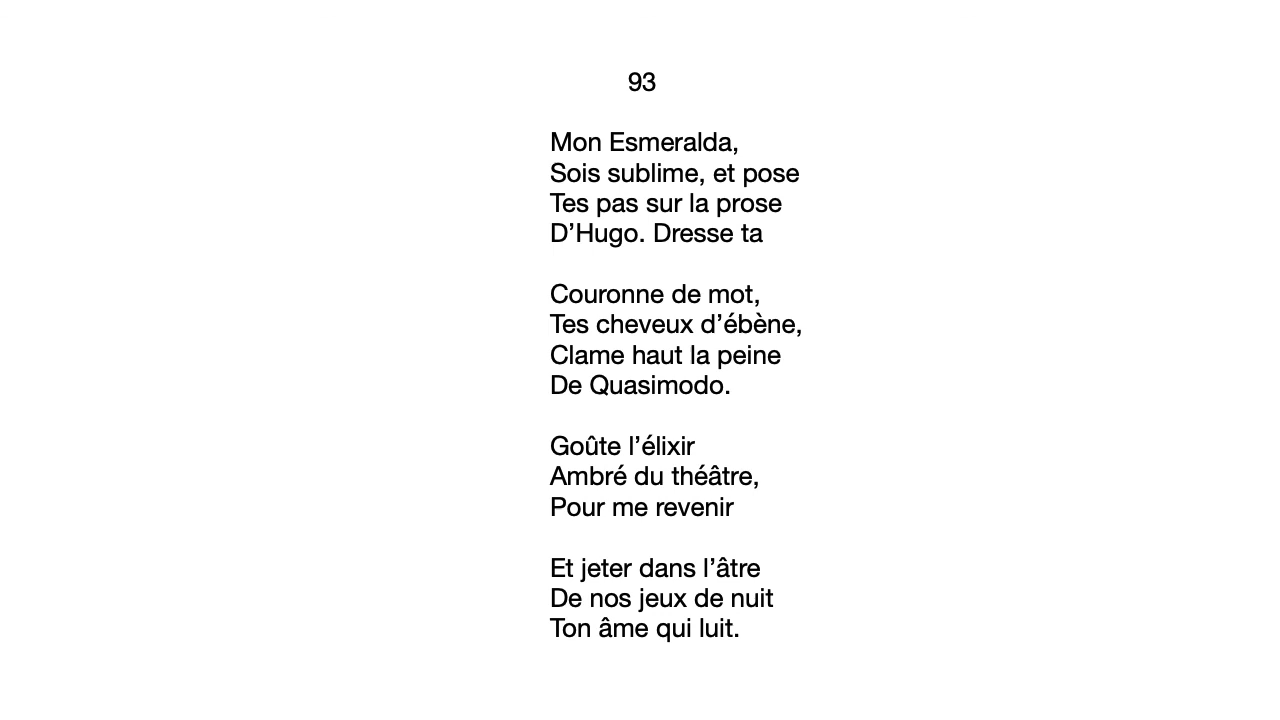 93
Mon Esmeralda,
Sois sublime, et pose
Tes pas sur la prose
D’Hugo. Dresse ta
Couronne de mot,
Tes cheveux d’ébène,
Clame haut la peine
De Quasimodo.
Goûte l’élixir
Ambré du théâtre,
Pour me revenir
Et jeter dans l’âtre
De nos jeux de nuit
Ton âme qui luit.